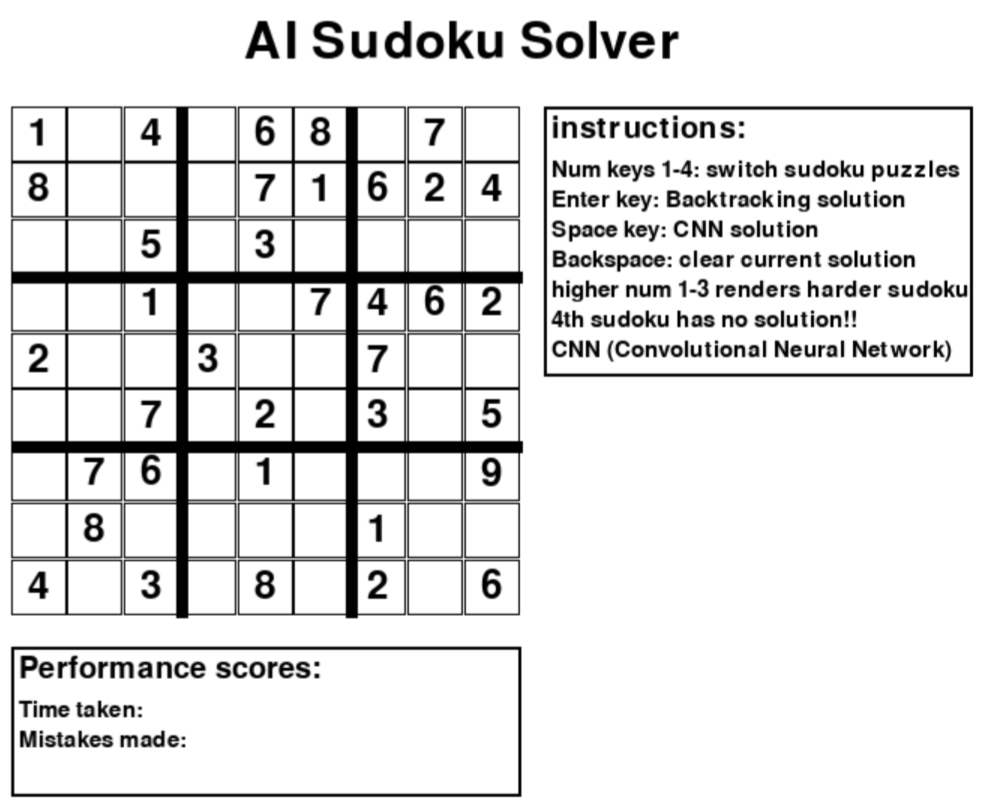 AI Sudoku Solver
1 4 6 8 7
8 7 1 6 2 4
5 3
1 7 4 6 2
2 3 7
7 2 3 5
7 6 1 9
8 1
4 3 8 2 6
instructions:
Num keys 1-4: switch sudoku puzzles
Enter key: Backtracking solution
Space key: CNN solution
Backspace: clear current solution
higher num 1-3 renders harder sudoku
4th sudoku has no solution!!
CNN (Convolutional Neural Network)
Performance scores:
Time taken:
Mistakes made: